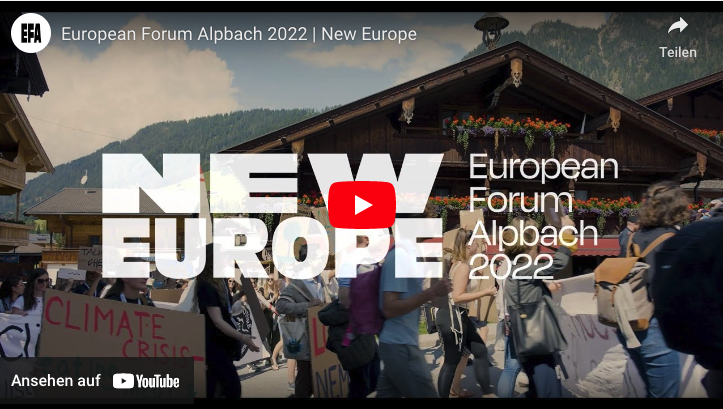 EFA
European Forum Alpbach 2022 | New Europe
Teilen
NEW
EUROPE
European
Forum
Alpbach
2022
CLIMATE
CRISIS
Ansehen auf YouTube